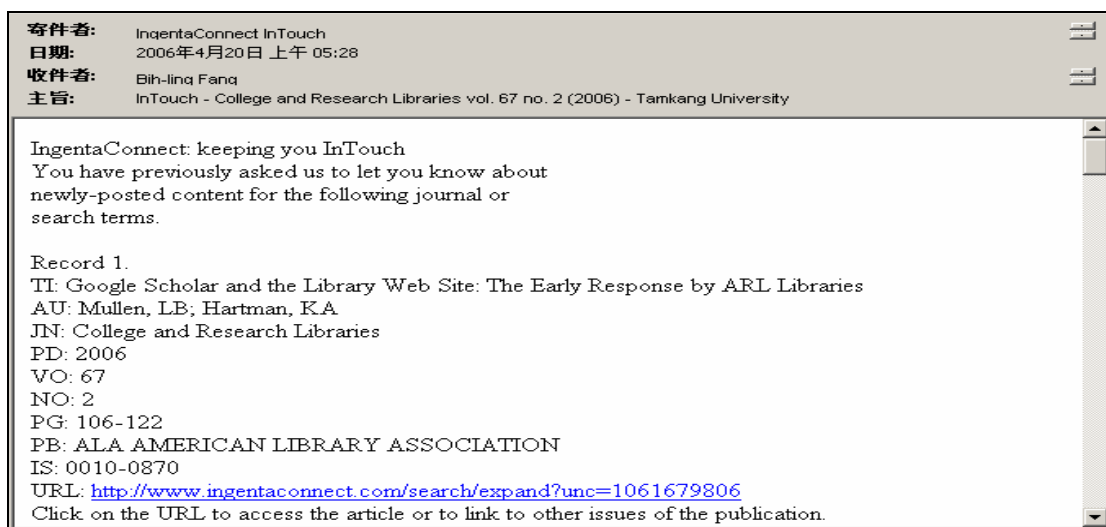 寄件者: IngentaConnect InTouch
日期: 2006年4月20日 上午 05:28
收件者: Bih-ling Fang
主旨: InTouch - College and Research Libraries vol. 67 no. 2 (2006) - Tamkang University
IngentaConnect: keeping you InTouch
You have previously asked us to let you know about
newly-posted content for the following journal or
search terms.
Record 1.
TI: Google Scholar and the Library Web Site: The Early Response by ARL Libraries
AU: Mullen, LB; Hartman, KA
JN: College and Research Libraries
PD: 2006
VO: 67
NO: 2
PG: 106-122
PB: ALA AMERICAN LIBRARY ASSOCIATION
IS: 0010-0870
URL: http://www.ingentaconnect.com/search/expand?unc=1061679806
Click on the URL to access the article or to link to other issues of the publication.